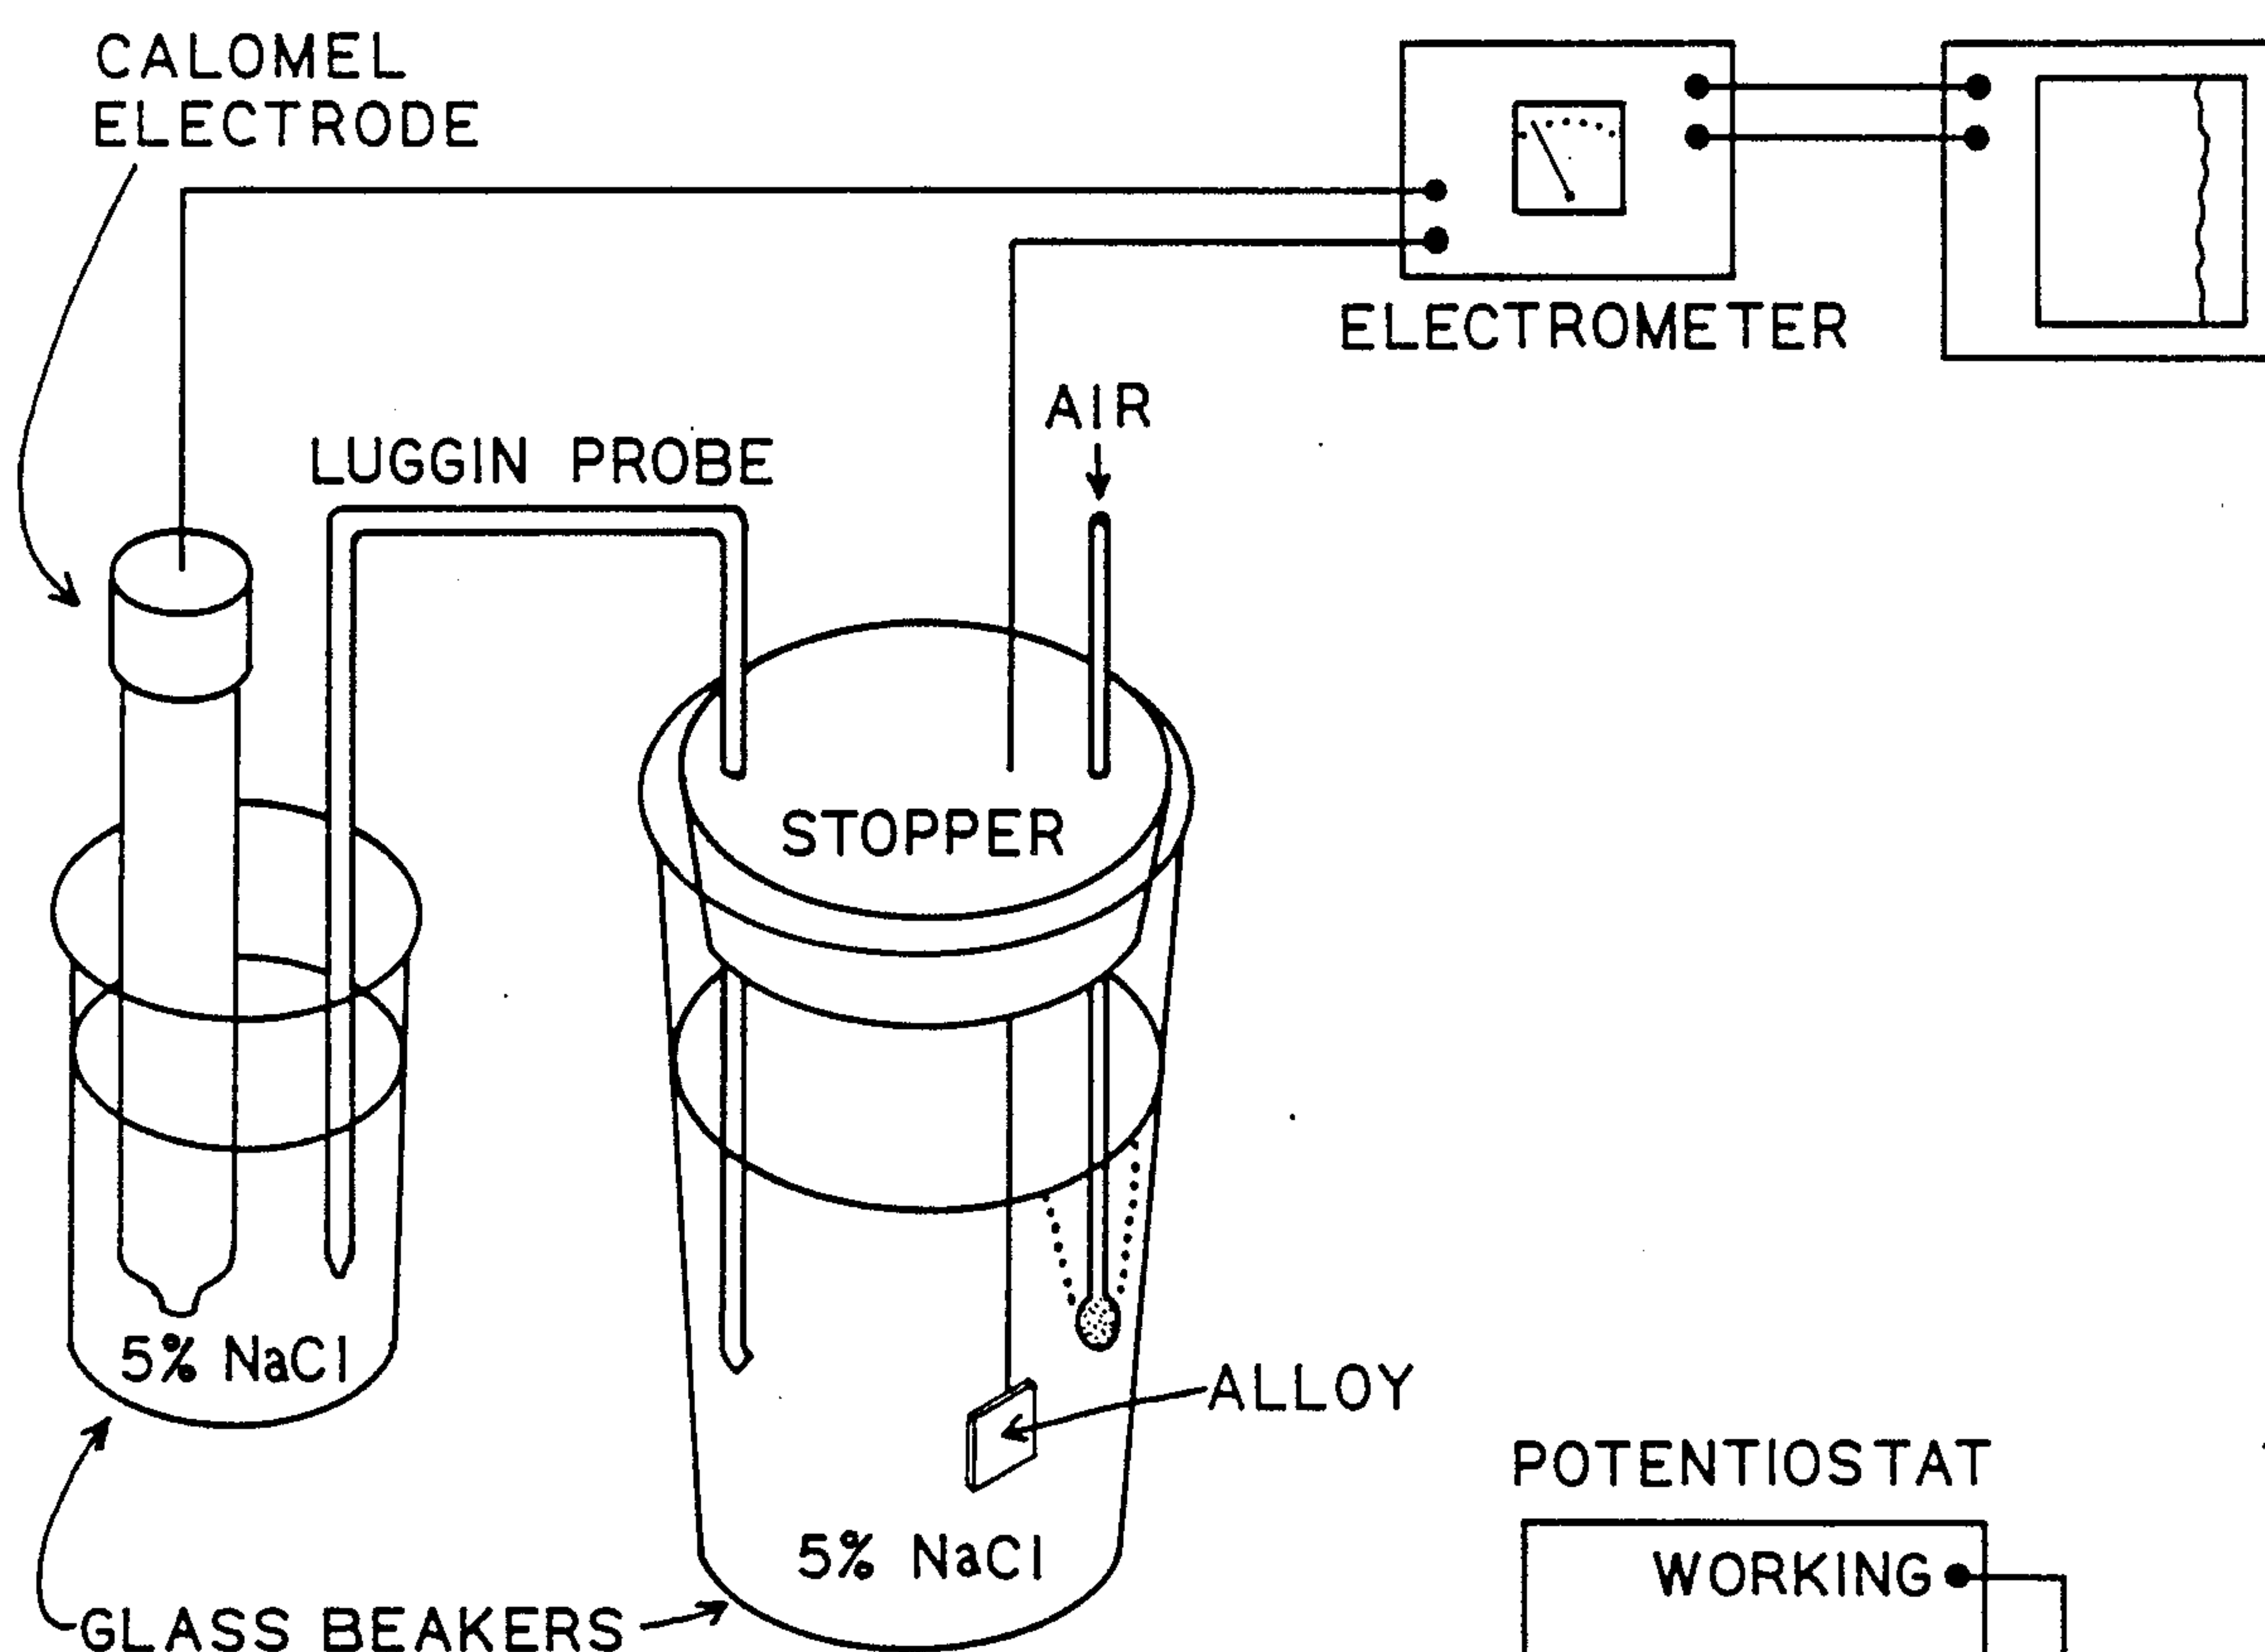 CALOMEL
ELECTRODE
ELECTROMETER
AIR
LUGGIN PROBE
STOPPER
5% NaCl
ALLOY
POTENTIOSTAT
5% NaCl
WORKING
GLASS BEAKERS